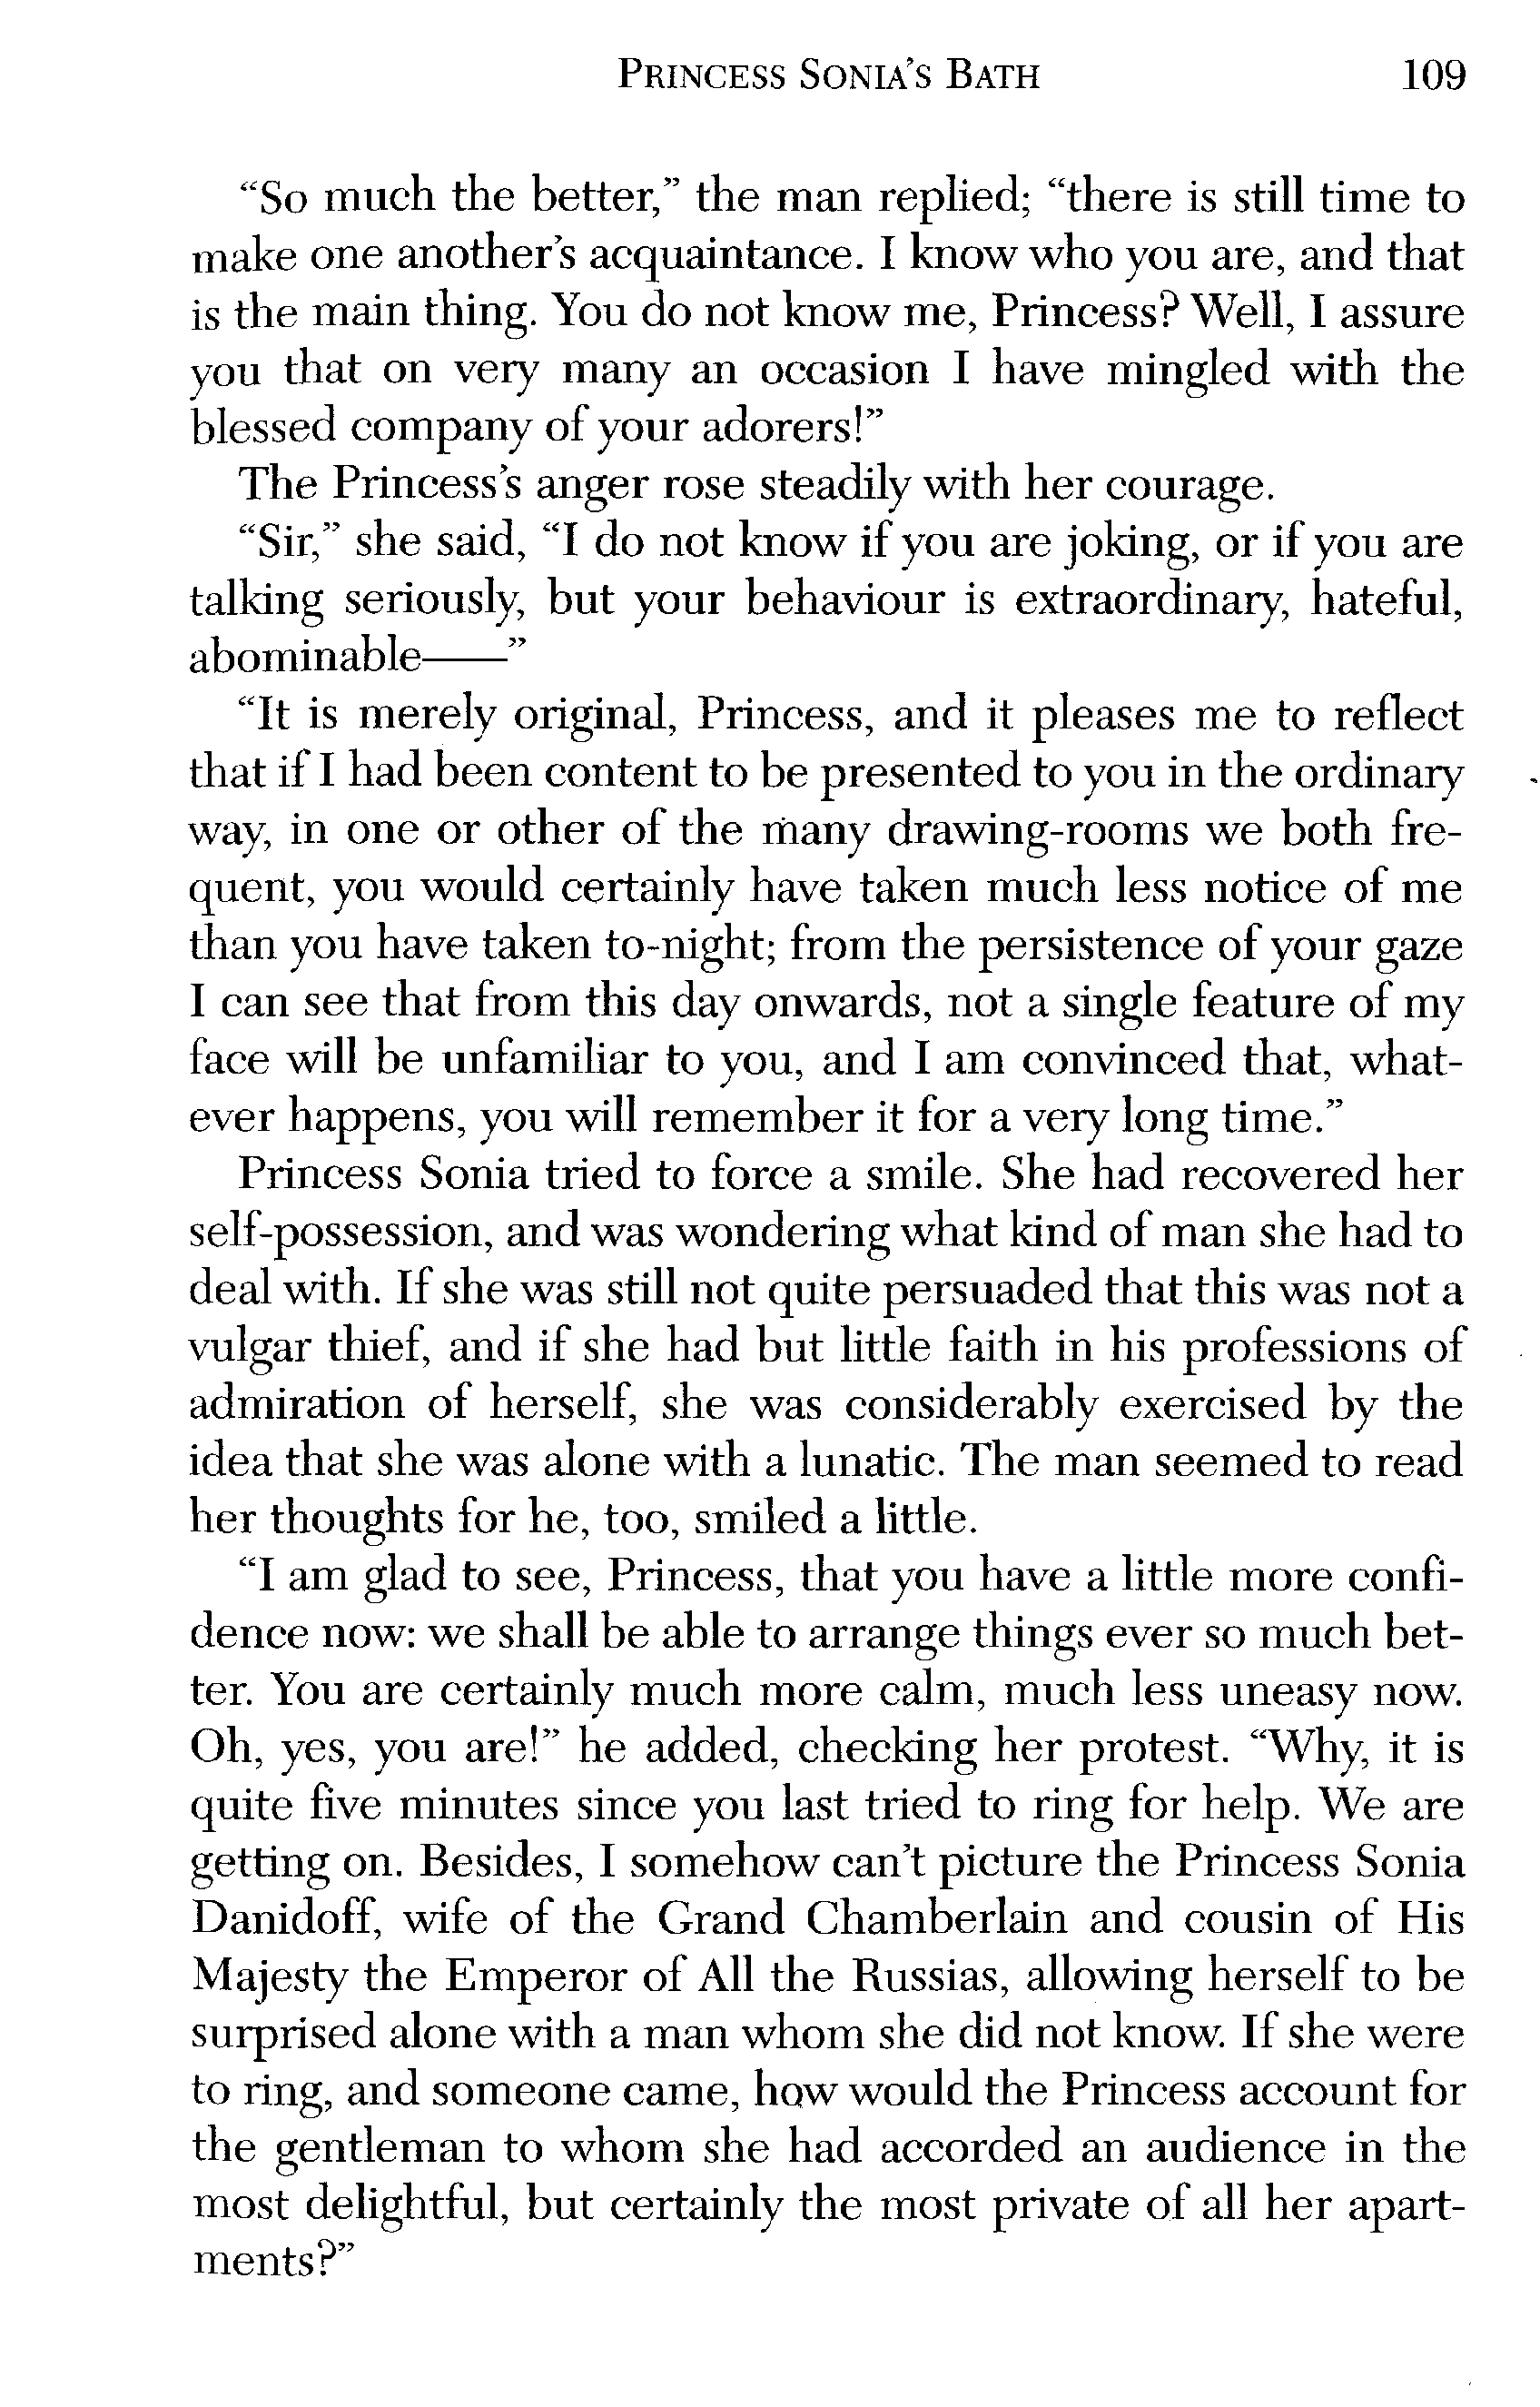 PRINCESS SONIA'S BATH 109
“So much the better,” the man replied; “there is still time to
make one another's acquaintance. I know who you are, and that
is the main thing. You do not know me, Princess? Well, I assure
you that on very many an occasion I have mingled with the
blessed company of your adorers!”
The Princess's anger rose steadily with her courage.
“Sir,” she said, “I do not know if you are joking, or if you are
talking seriously, but your behaviour is extraordinary, hateful,
abominable——”
“It is merely original, Princess, and it pleases me to reflect
that if I had been content to be presented to you in the ordinary
way, in one or other of the many drawing-rooms we both fre-
quent, you would certainly have taken much less notice of me
than you have taken to-night; from the persistence of your gaze
I can see that from this day onwards, not a single feature of my
face will be unfamiliar to you, and I am convinced that, what-
ever happens, you will remember it for a very long time.”
Princess Sonia tried to force a smile. She had recovered her
self-possession, and was wondering what kind of man she had to
deal with. If she was still not quite persuaded that this was not a
vulgar thief, and if she had but little faith in his professions of
admiration of herself, she was considerably exercised by the
idea that she was alone with a lunatic. The man seemed to read
her thoughts for he, too, smiled a little.
“I am glad to see, Princess, that you have a little more confi-
dence now: we shall be able to arrange things ever so much bet-
ter. You are certainly much more calm, much less uneasy now.
Oh, yes, you are!” he added, checking her protest. “Why, it is
quite five minutes since you last tried to ring for help. We are
getting on. Besides, I somehow can't picture the Princess Sonia
Danidoff, wife of the Grand Chamberlain and cousin of His
Majesty the Emperor of All the Russias, allowing herself to be
surprised alone with a man whom she did not know. If she were
to ring, and someone came, how would the Princess account for
the gentleman to whom she had accorded an audience in the
most delightful, but certainly the most private of all her apart-
ments?”